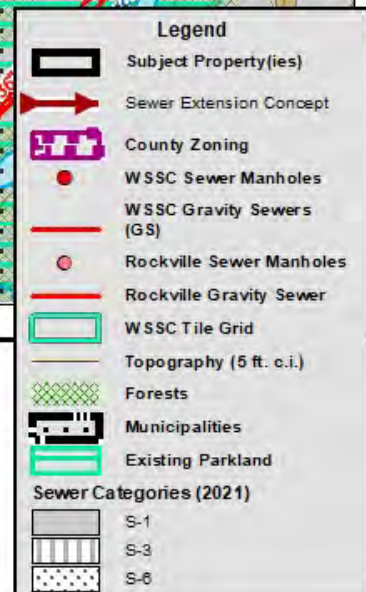 Legend
Subject Property(ies)
Sewer Extension Concept
County Zoning
WSSC Sewer Manholes
WSSC Gravity Sewers
(GS)
Rockville Sewer Manholes
Rockville Gravity Sewer
WSSC Tile Grid
Topography (5 ft. c.i.)
Forests
Municipalities
Existing Parkland
Sewer Categories (2021)
S-1
S-3
S-6